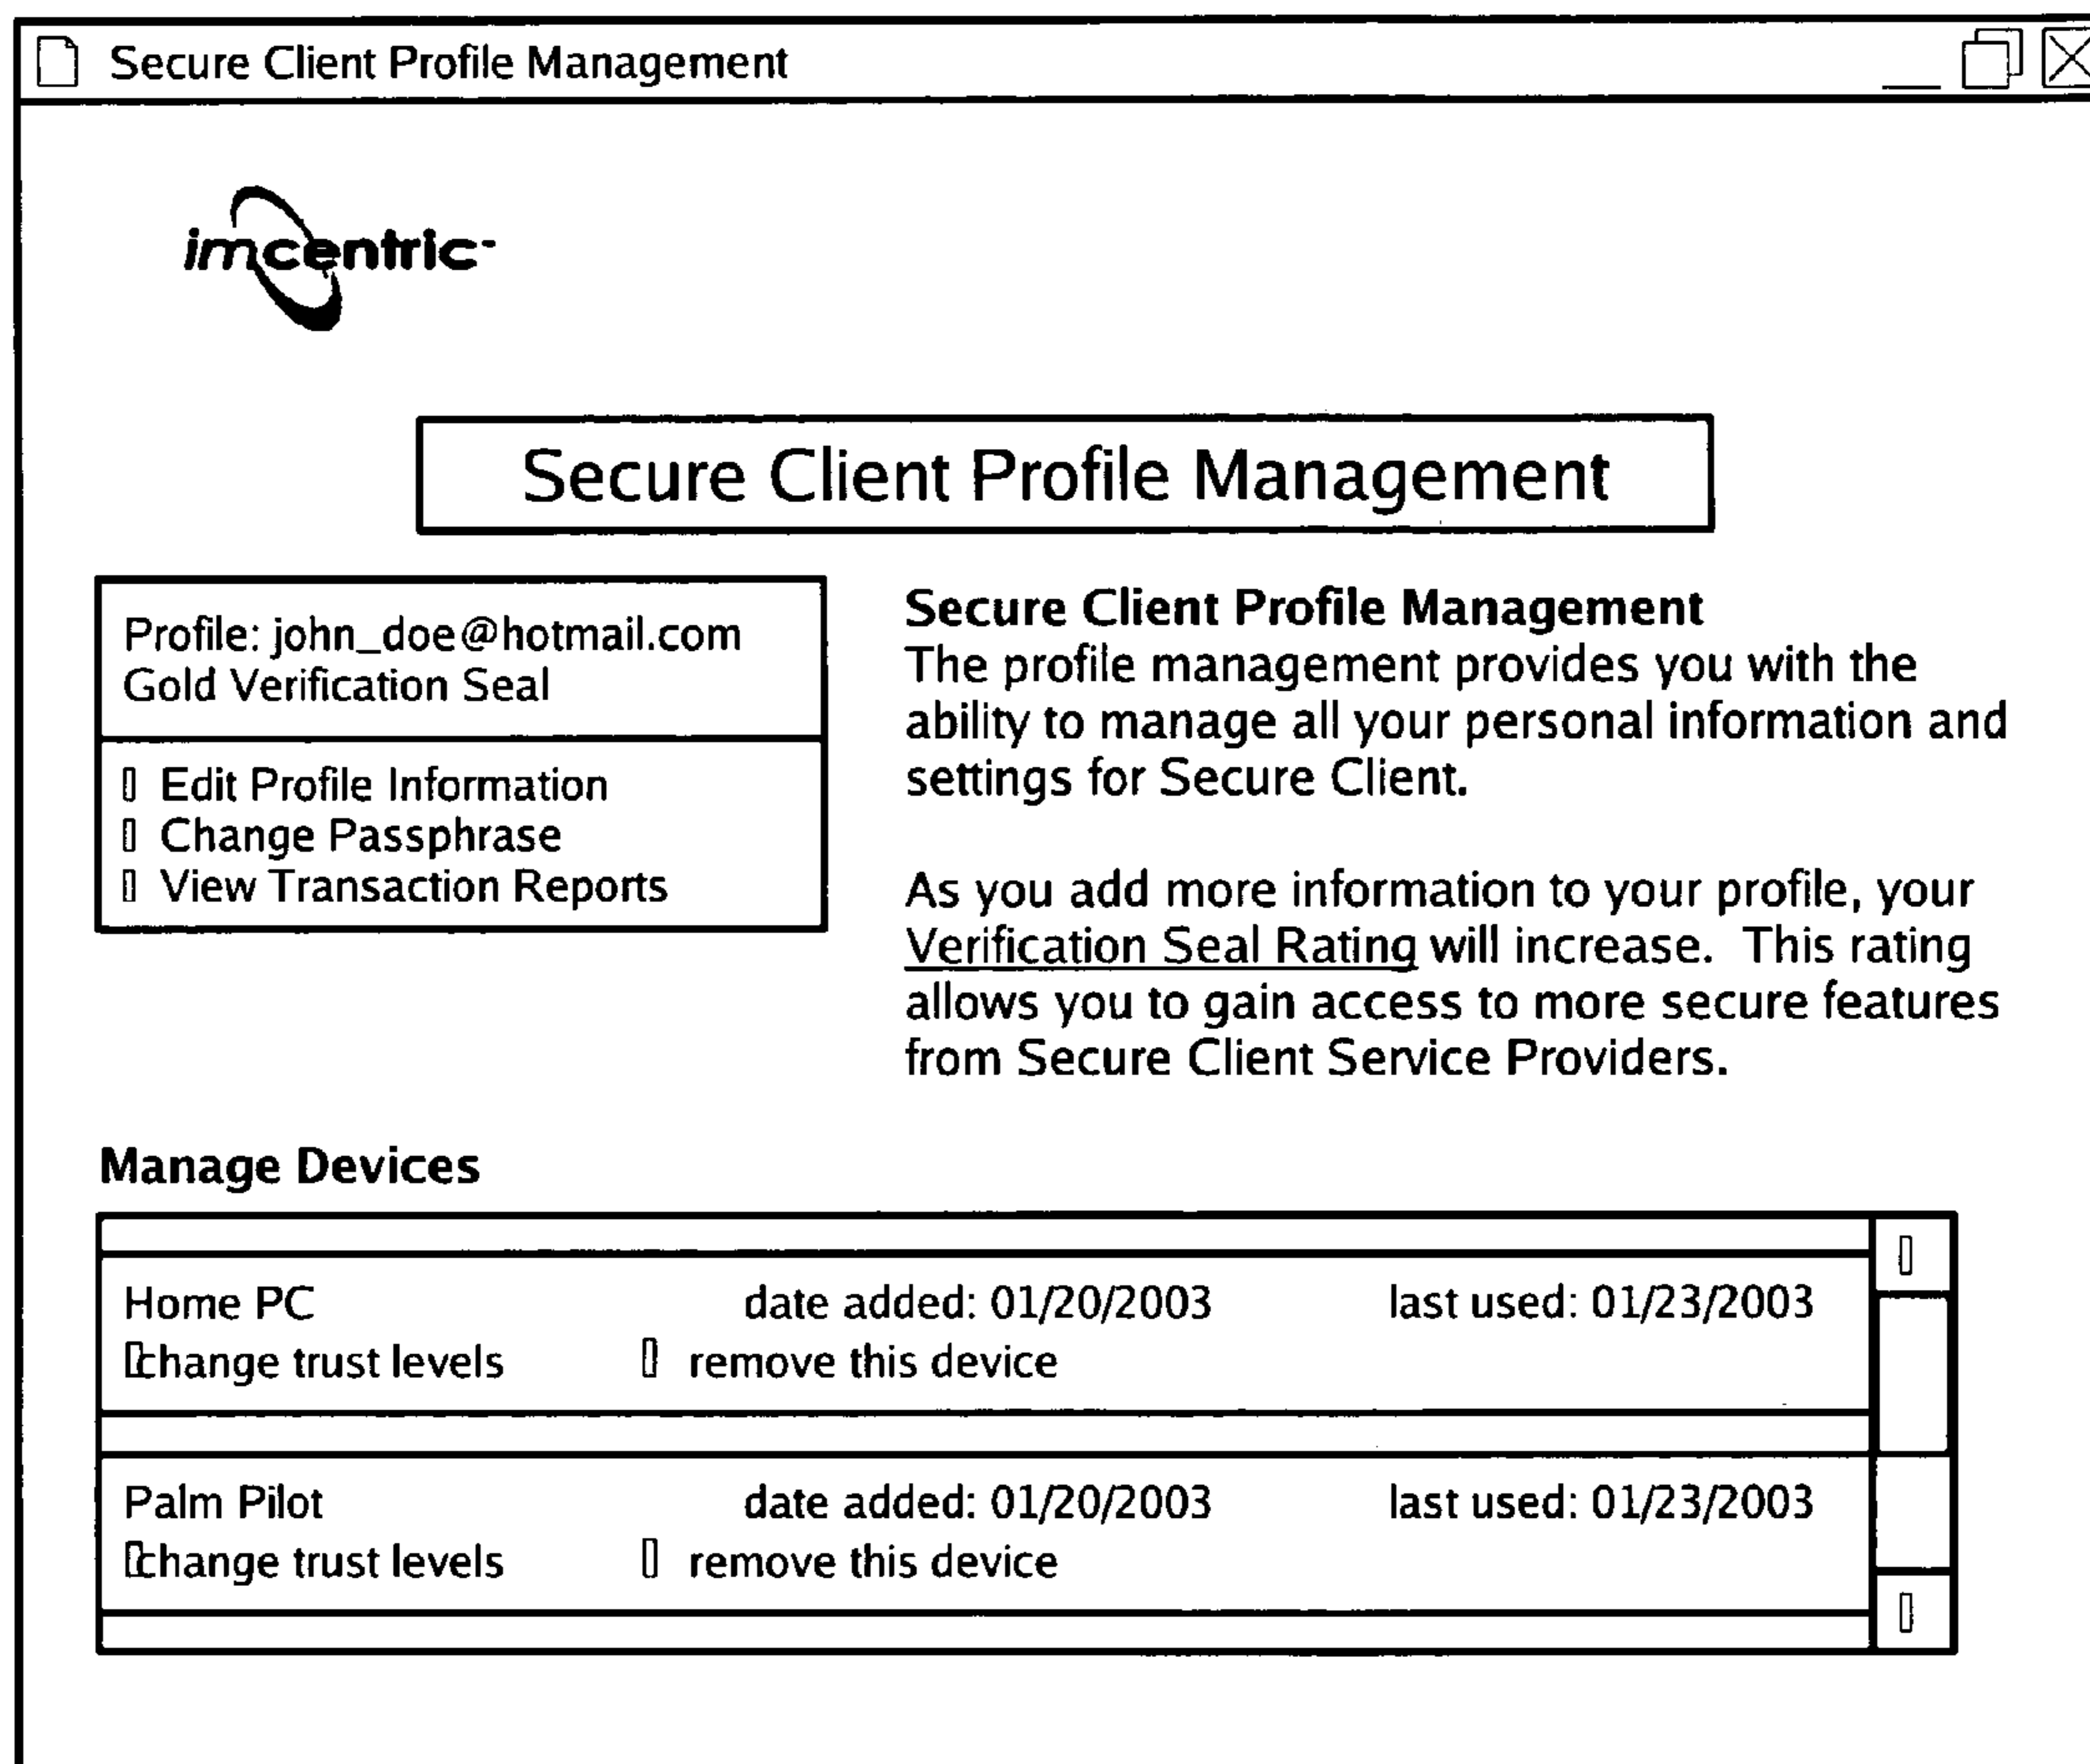 Secure Client Profile Management
imcentric
Secure Client Profile Management
Profile: john_doe@hotmail.com
Gold Verification Seal
Edit Profile Information
Change Passphrase
View Transaction Reports
Secure Client Profile Management
The profile management provides you with the
ability to manage all your personal information and
settings for Secure Client.
As you add more information to your profile, your
Verification Seal Rating will increase. This rating
allows you to gain access to more secure features
from Secure Client Service Providers.
Manage Devices
Home PC date added: 01/20/2003 last used: 01/23/2003
change trust levels remove this device
Palm Pilot date added: 01/20/2003 last used: 01/23/2003
change trust levels remove this device